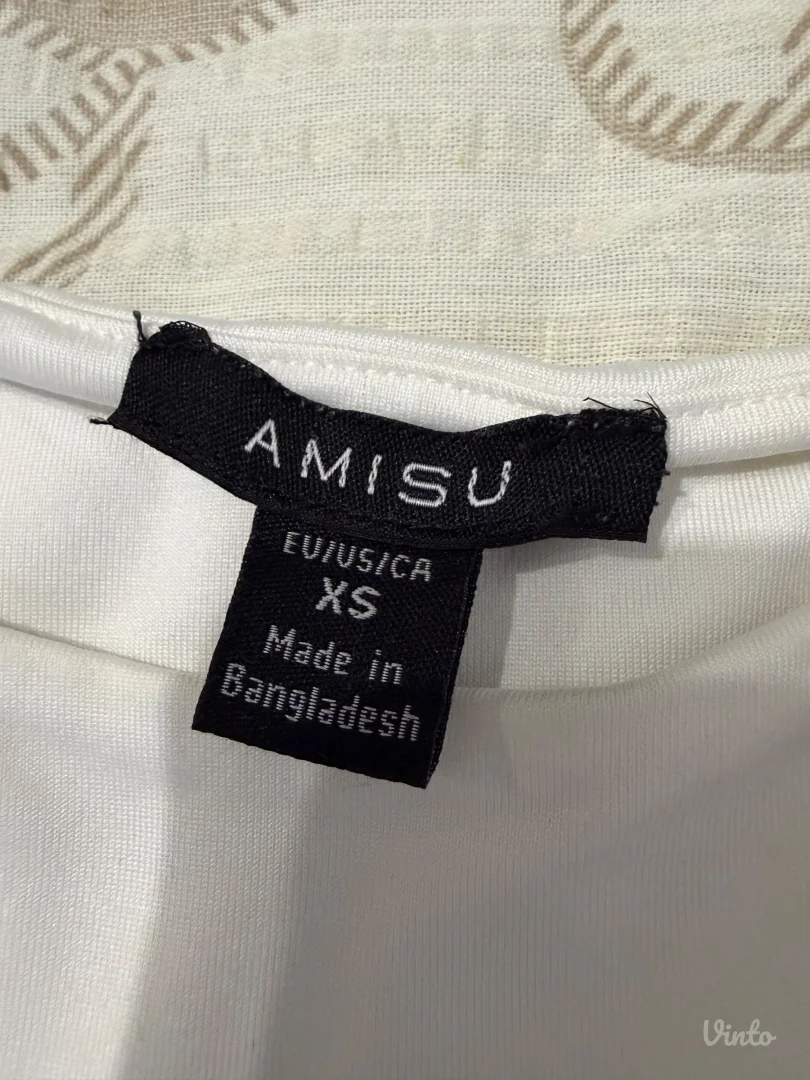 AMISU
EU/US/CA
XS
Made in
Bangladesh
Vinto